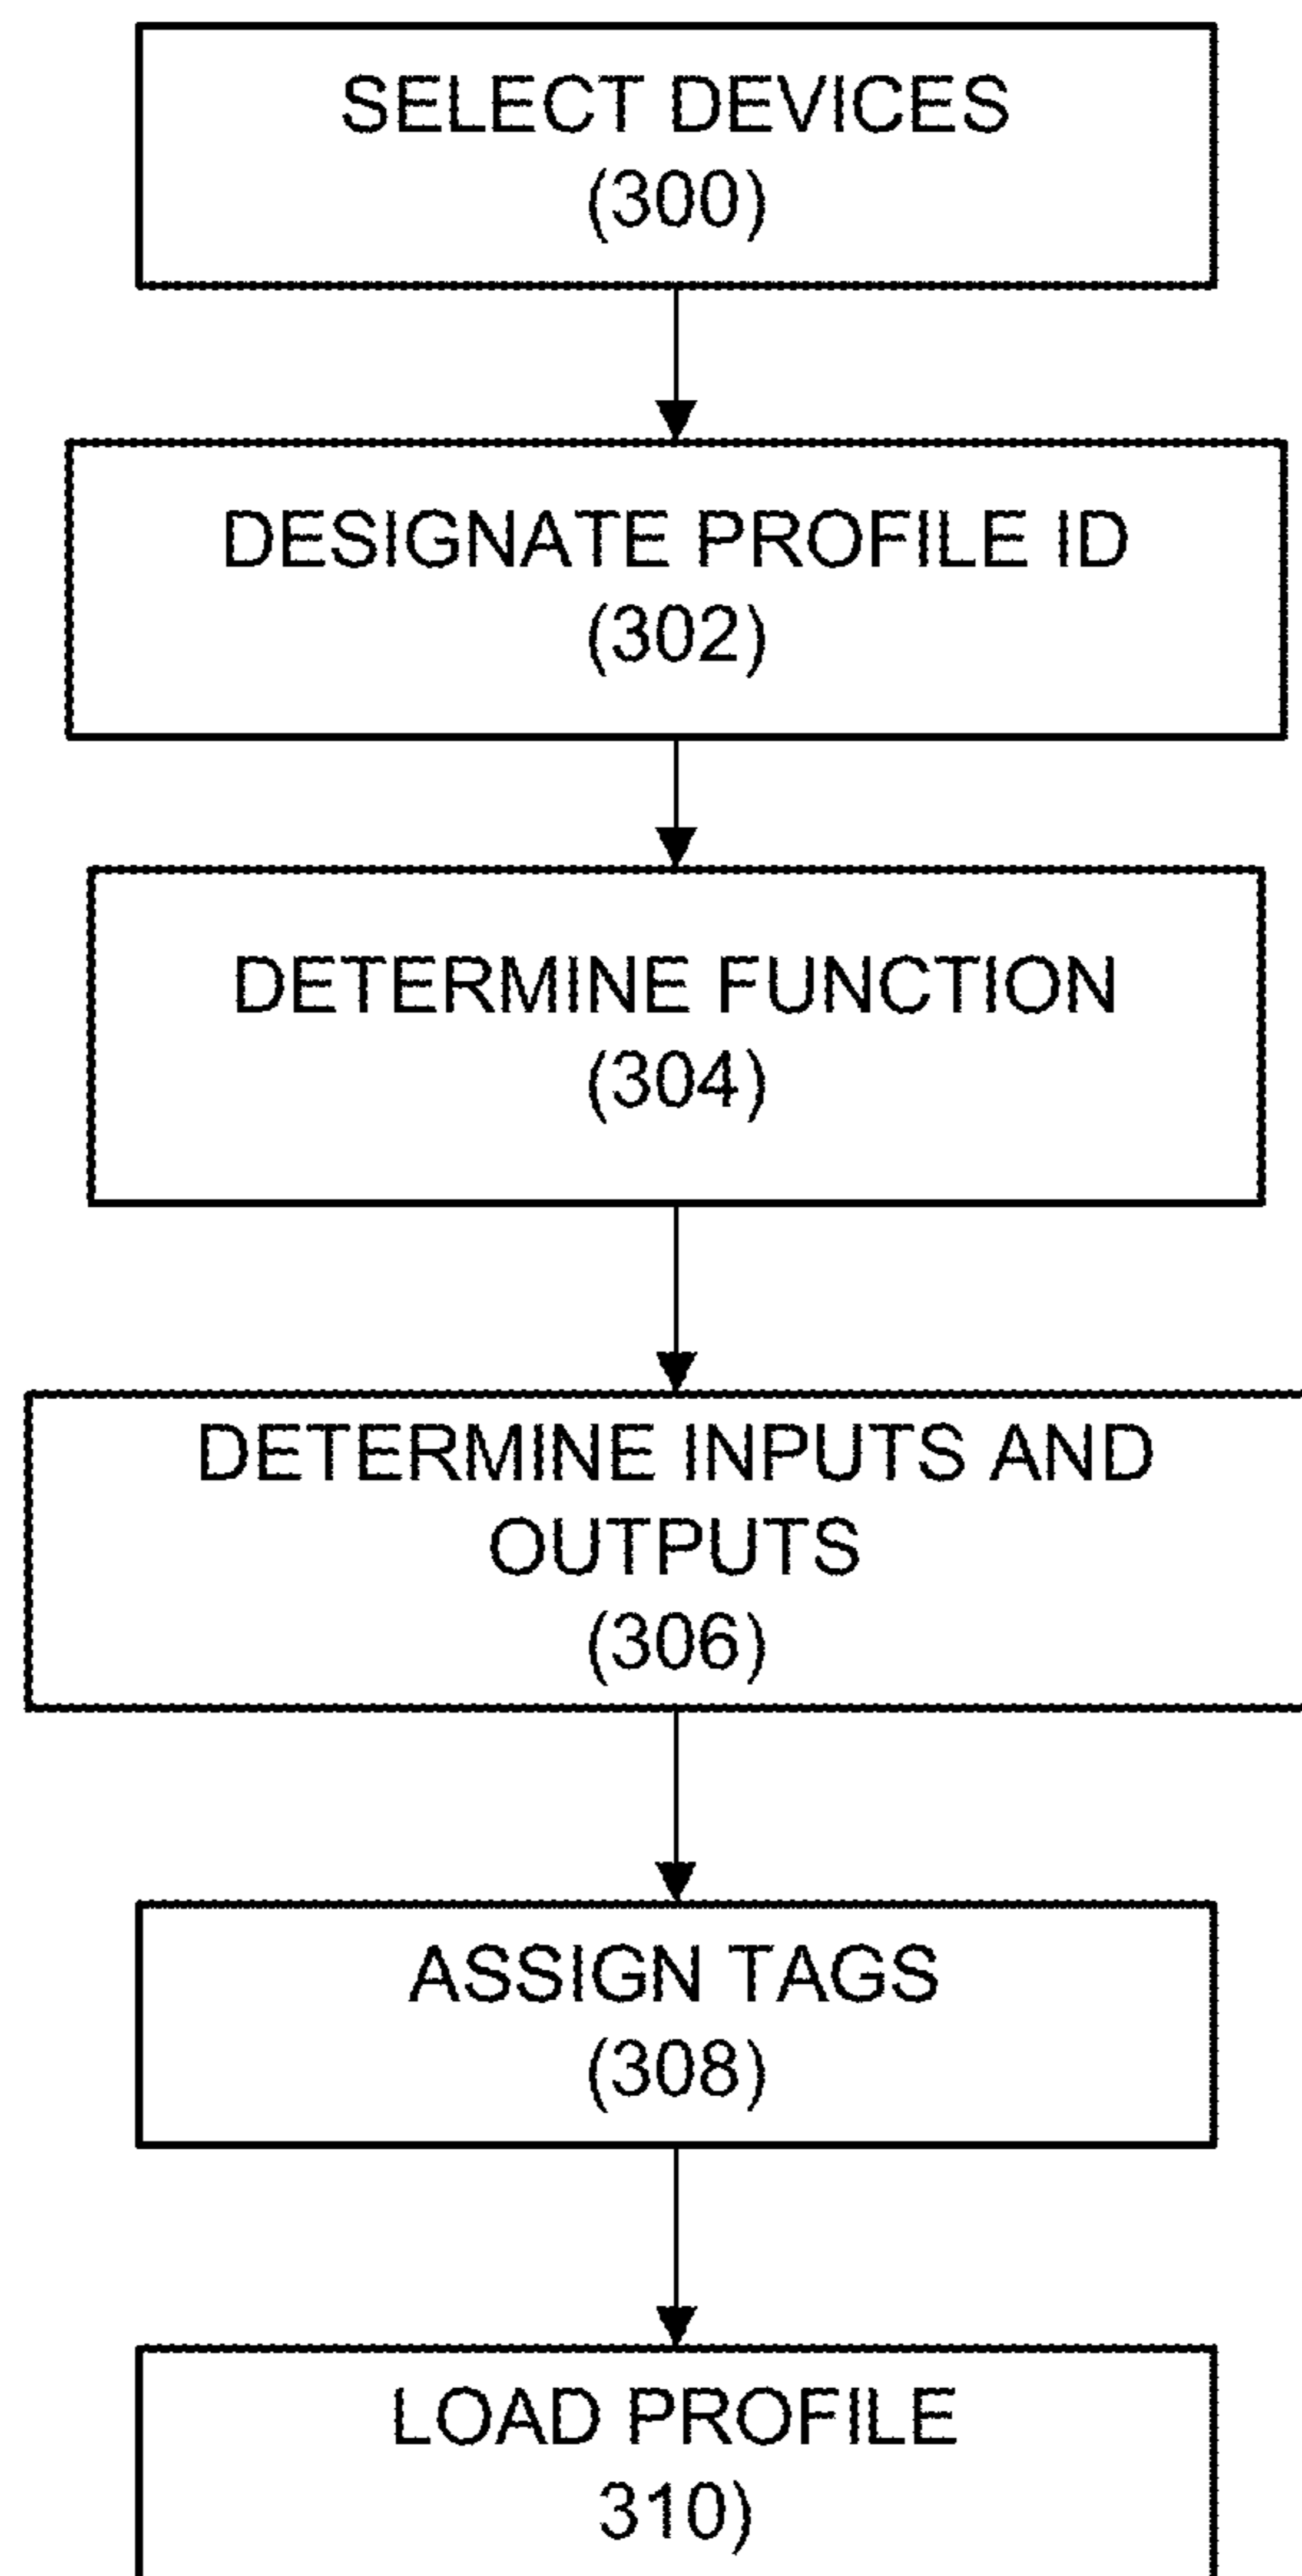 SELECT DEVICES
(300)
DESIGNATE PROFILE ID
(302)
DETERMINE FUNCTION
(304)
DETERMINE INPUTS AND
OUTPUTS
(306)
ASSIGN TAGS
(308)
LOAD PROFILE
310)